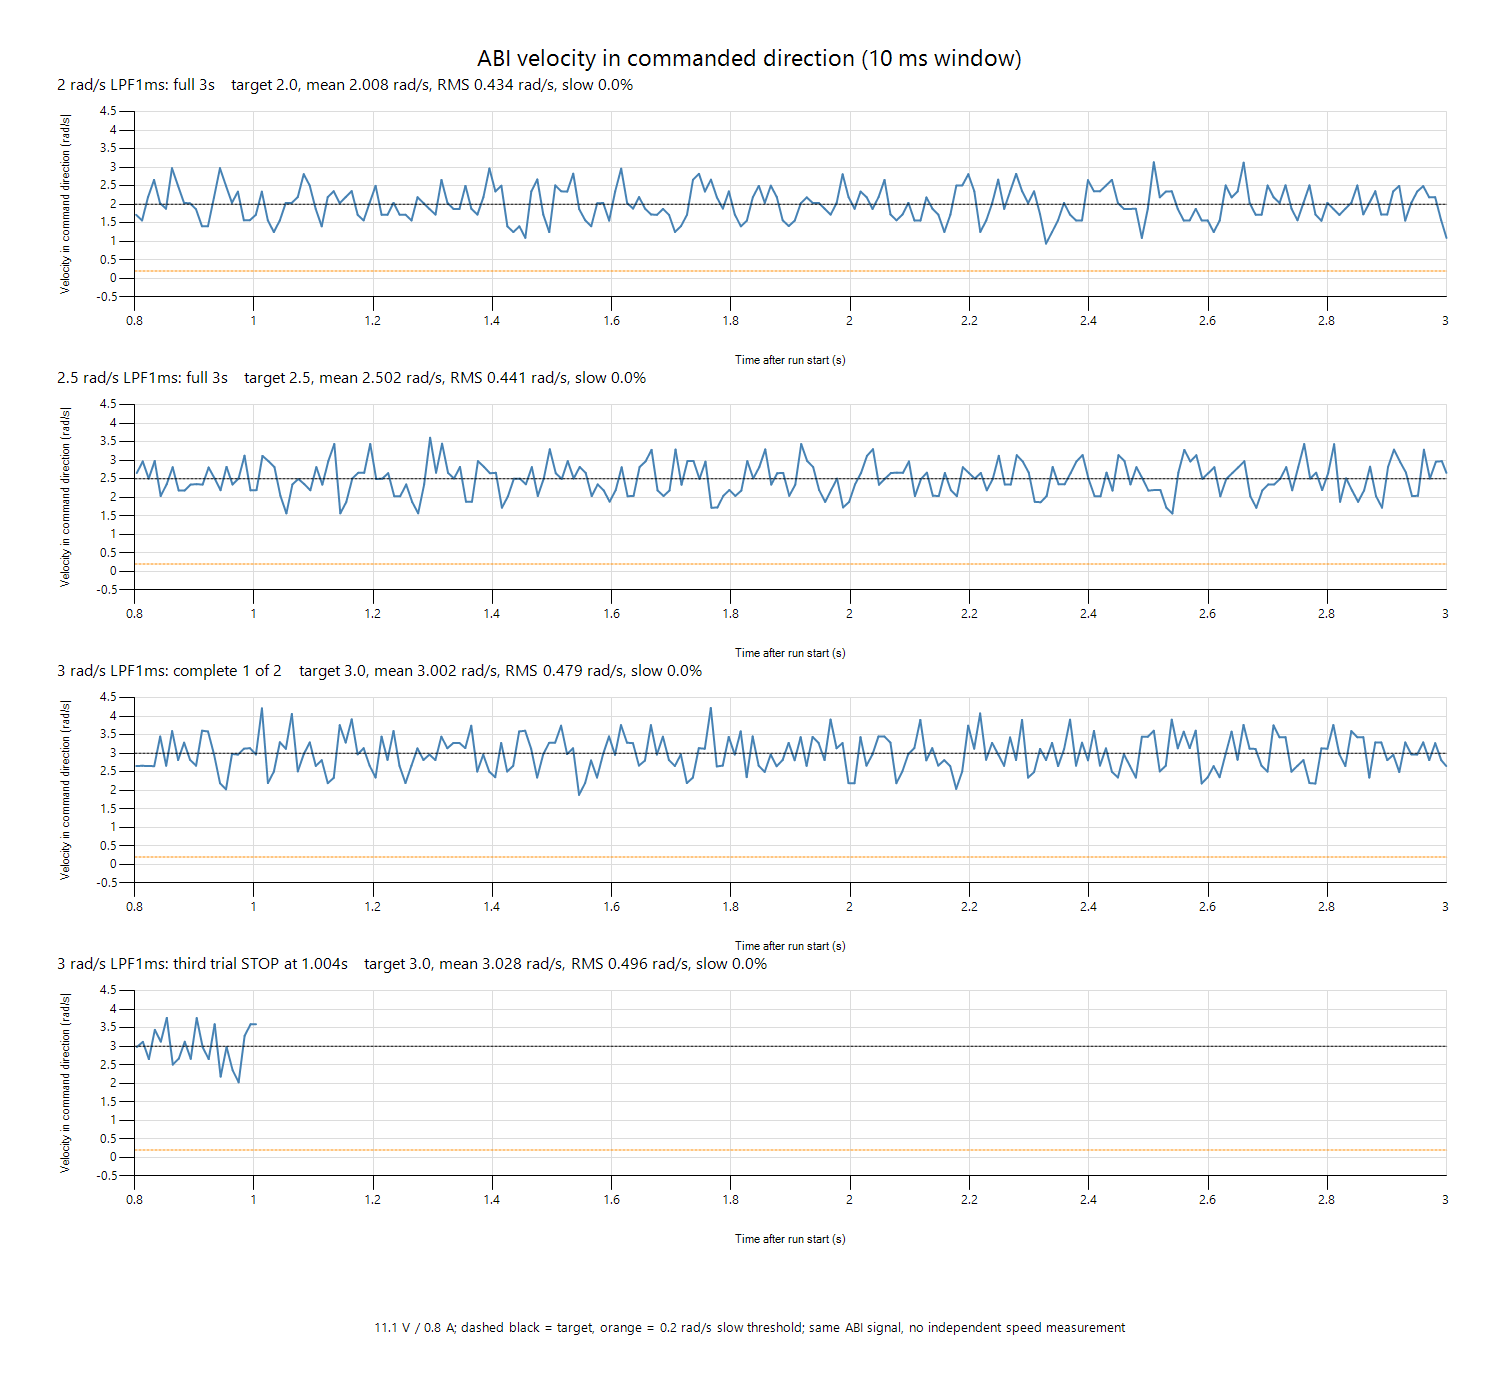 ABI velocity in commanded direction (10 ms window)
2 rad/s LPF1ms: full 3s    target 2.0, mean 2.008 rad/s, RMS 0.434 rad/s, slow 0.0%
Velocity in command direction (rad/s|
4.5
4
3.5
3
2.5
2
1.5
1
0.5
0
-0.5
0.8 1 1.2 1.4 1.6 1.8 2 2.2 2.4 2.6 2.8 3
Time after run start (s)
2.5 rad/s LPF1ms: full 3s    target 2.5, mean 2.502 rad/s, RMS 0.441 rad/s, slow 0.0%
Velocity in command direction (rad/s|
4.5
4
3.5
3
2.5
2
1.5
1
0.5
0
-0.5
0.8 1 1.2 1.4 1.6 1.8 2 2.2 2.4 2.6 2.8 3
Time after run start (s)
3 rad/s LPF1ms: complete 1 of 2    target 3.0, mean 3.002 rad/s, RMS 0.479 rad/s, slow 0.0%
Velocity in command direction (rad/s|
4.5
4
3.5
3
2.5
2
1.5
1
0.5
0
-0.5
0.8 1 1.2 1.4 1.6 1.8 2 2.2 2.4 2.6 2.8 3
Time after run start (s)
3 rad/s LPF1ms: third trial STOP at 1.004s    target 3.0, mean 3.028 rad/s, RMS 0.496 rad/s, slow 0.0%
Velocity in command direction (rad/s|
4.5
4
3.5
3
2.5
2
1.5
1
0.5
0
-0.5
0.8 1 1.2 1.4 1.6 1.8 2 2.2 2.4 2.6 2.8 3
Time after run start (s)
11.1 V / 0.8 A; dashed black = target, orange = 0.2 rad/s slow threshold; same ABI signal, no independent speed measurement